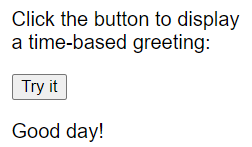 Click the button to display
a time-based greeting:
Try it
Good day!